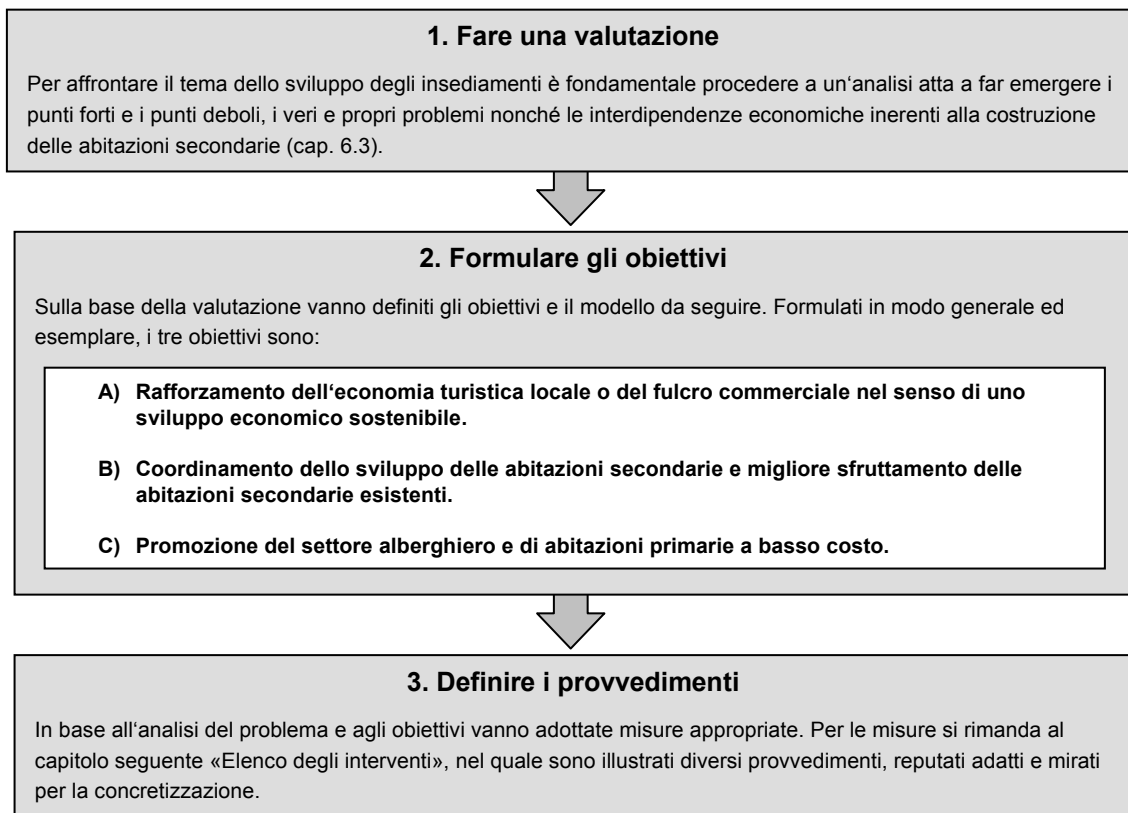 1. Fare una valutazione
Per affrontare il tema dello sviluppo degli insediamenti è fondamentale procedere a un‘analisi atta a far emergere i
punti forti e i punti deboli, i veri e propri problemi nonché le interdipendenze economiche inerenti alla costruzione
delle abitazioni secondarie (cap. 6.3).
2. Formulare gli obiettivi
Sulla base della valutazione vanno definiti gli obiettivi e il modello da seguire. Formulati in modo generale ed
esemplare, i tre obiettivi sono:
A) Rafforzamento dell‘economia turistica locale o del fulcro commerciale nel senso di uno
sviluppo economico sostenibile.
B) Coordinamento dello sviluppo delle abitazioni secondarie e migliore sfruttamento delle
abitazioni secondarie esistenti.
C) Promozione del settore alberghiero e di abitazioni primarie a basso costo.
3. Definire i provvedimenti
In base all‘analisi del problema e agli obiettivi vanno adottate misure appropriate. Per le misure si rimanda al
capitolo seguente «Elenco degli interventi», nel quale sono illustrati diversi provvedimenti, reputati adatti e mirati
per la concretizzazione.